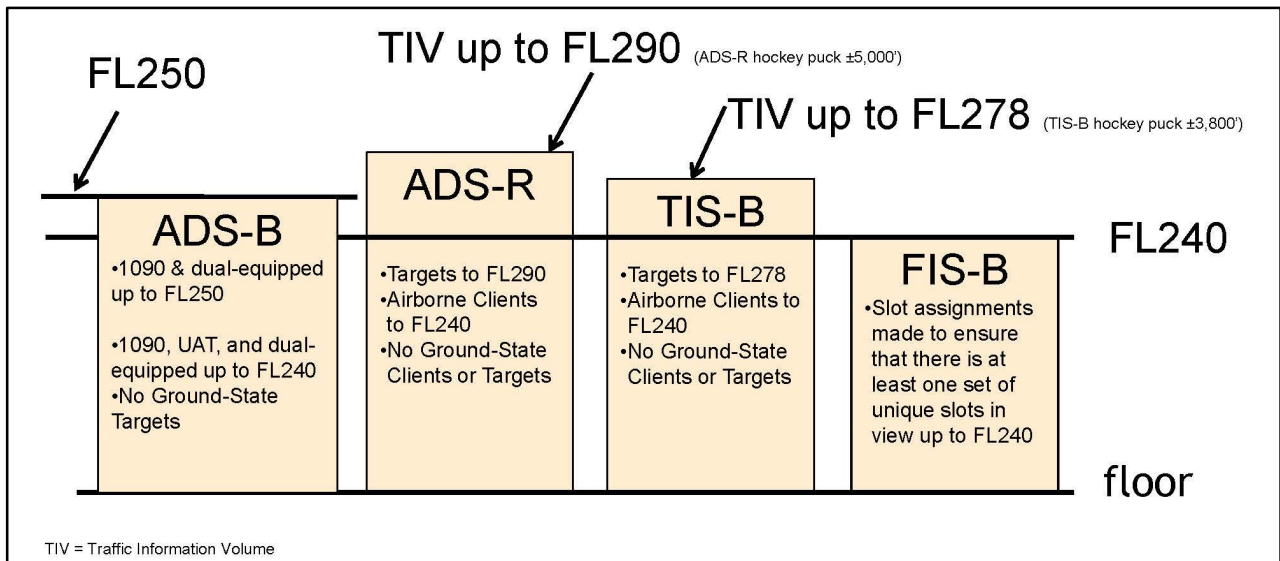 TIV up to FL290 (ADS-R hockey puck ±5,000’)
FL250
TIV up to FL278 (TIS-B hockey puck ±3,800’)
ADS-B
•1090 & dual-equipped
up to FL250
•1090, UAT, and dual-
equipped up to FL240
•No Ground-State
Targets
ADS-R
•Targets to FL290
•Airborne Clients
to FL240
•No Ground-State
Clients or Targets
TIS-B
•Targets to FL278
•Airborne Clients to
FL240
•No Ground-State
Clients or Targets
FL240
FIS-B
•Slot assignments
made to ensure
that there is at
least one set of
unique slots in
view up to FL240
floor
TIV = Traffic Information Volume